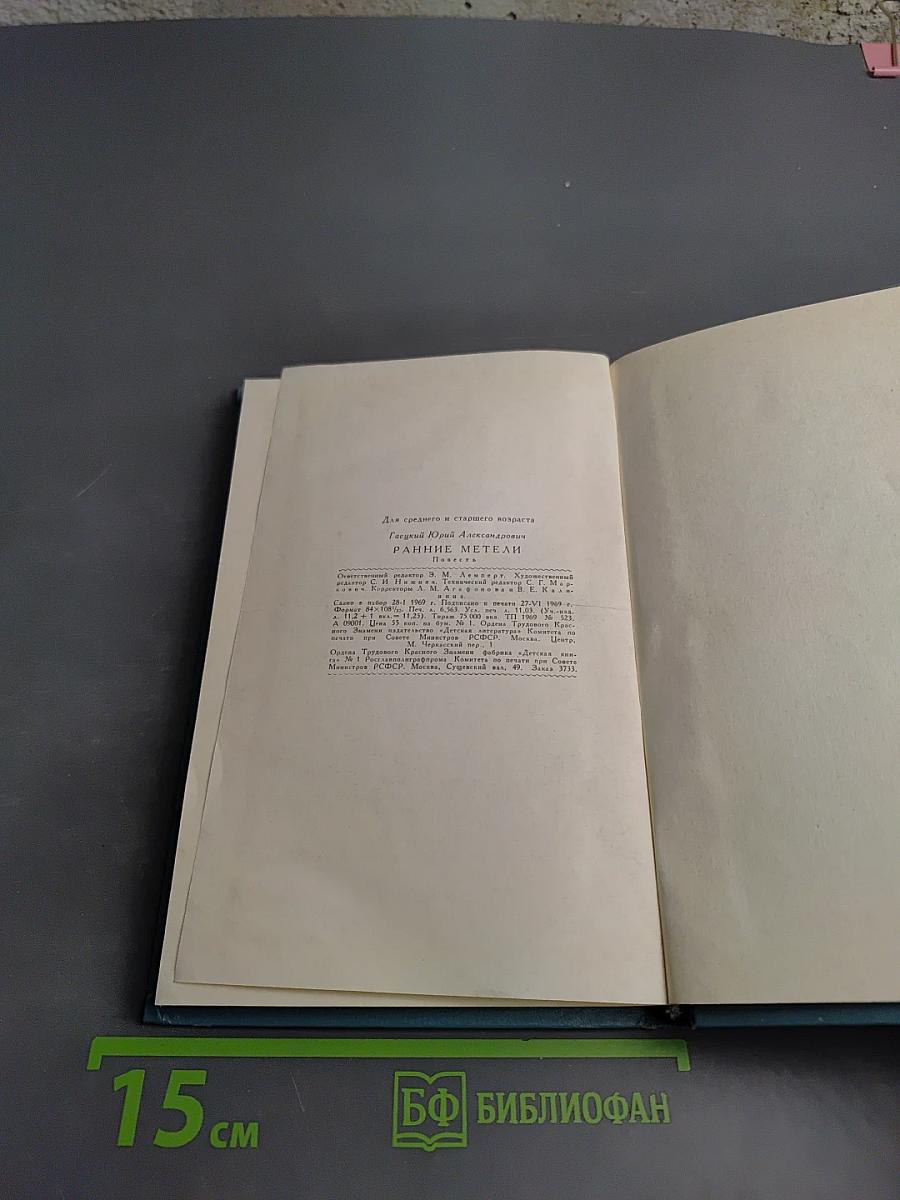 Для среднего и старшего возраста
Гаецкий Юрий Александрович
РАННИЕ МЕТЕЛИ
Повесть
Ответственный редактор Э. М. Лемперт. Художественный
редактор С. И. Нижняя. Технический редактор С. Г. Мар-
кович. Корректоры Л. М. Агафонова и В. Е. Кали-
нина.
Сдано в набор 28-I 1969 г. Подписано к печати 27-VI 1969 г.
Формат 84×108¹/₃₂. Печ. л. 6,563. Усл. печ. л. 11,03. (Уч.-изд.
л. 11,2 + 1 вкл. = 11,25). Тираж 75 000 экз. ТП 1969 № 523.
А 09001. Цена 55 коп. на бум. № 1. Ордена Трудового Крас-
ного Знамени издательство «Детская литература» Комитета по
печати при Совете Министров РСФСР. Москва, Центр,
М. Черкасский пер., 1
Ордена Трудового Красного Знамени фабрика «Детская кни-
га» № 1 Росглавполиграфпрома Комитета по печати при Совете
Министров РСФСР. Москва, Сущевский вал, 49. Заказ 3733.
15 см
БФ БИБЛИОФАН